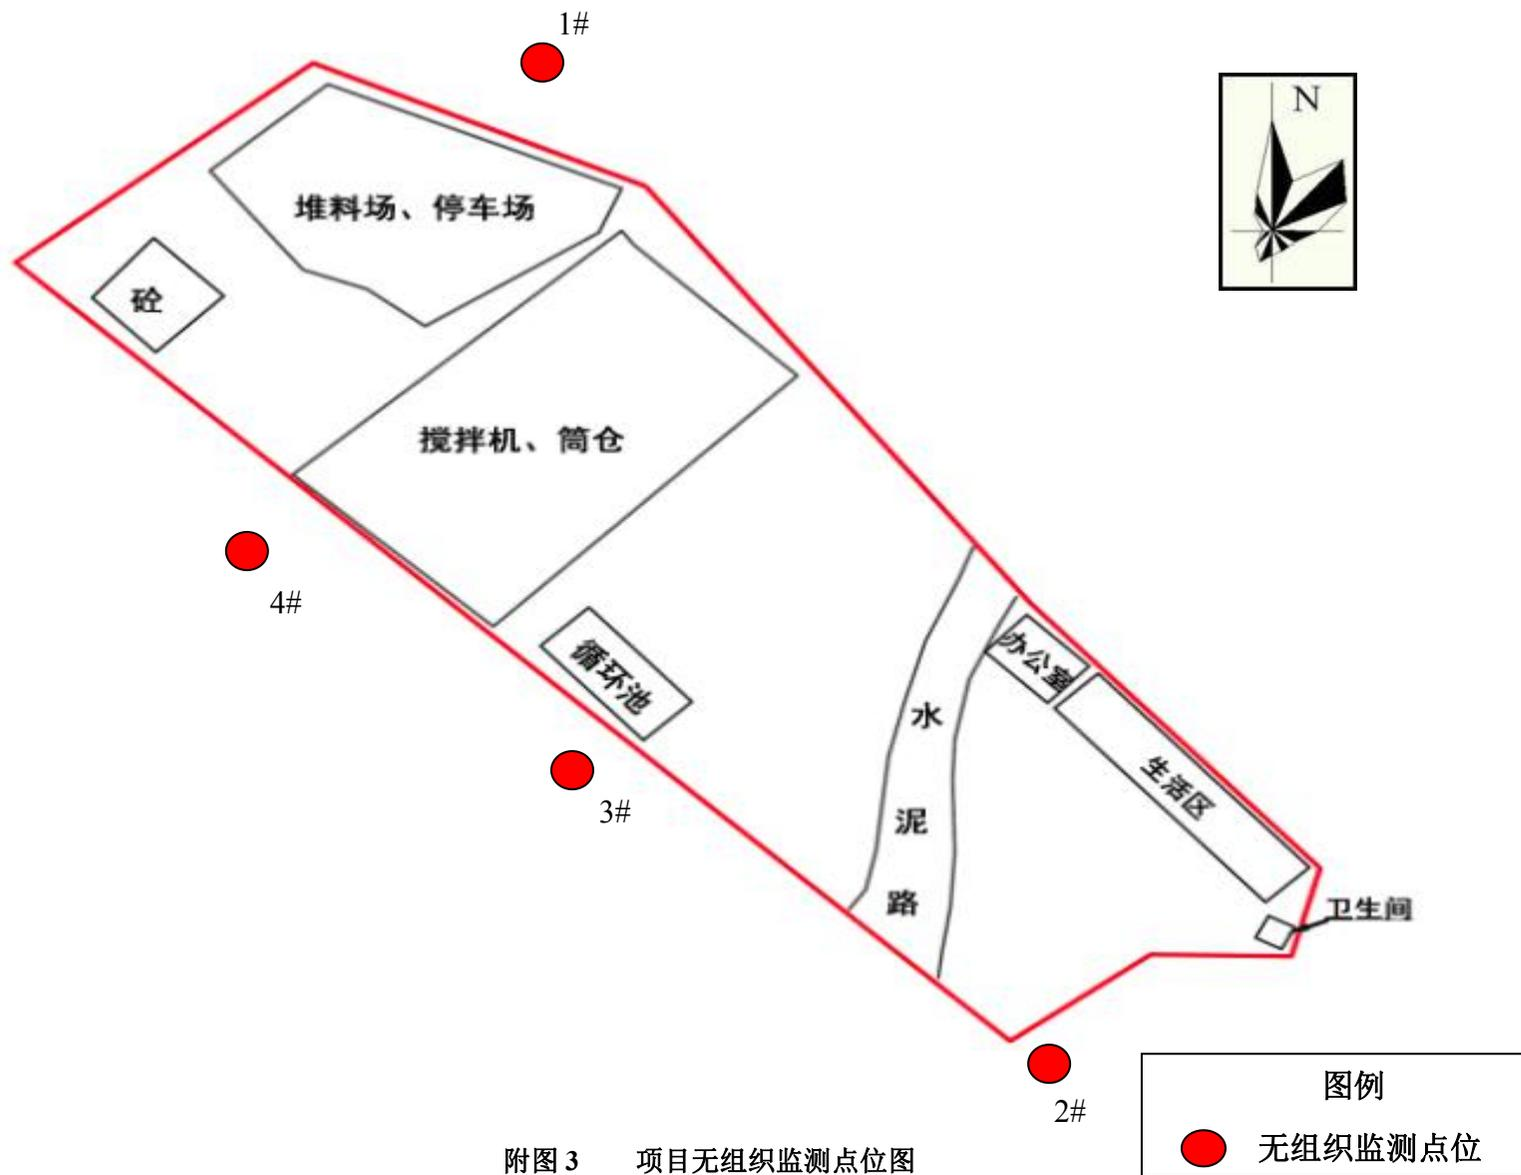 1#
N
堆料场、停车场
砼
搅拌机、筒仓
4#
循环池
3#
水
泥
路
办公室
生活区
卫生间
2#
图例
无组织监测点位
附图 3 项目无组织监测点位图